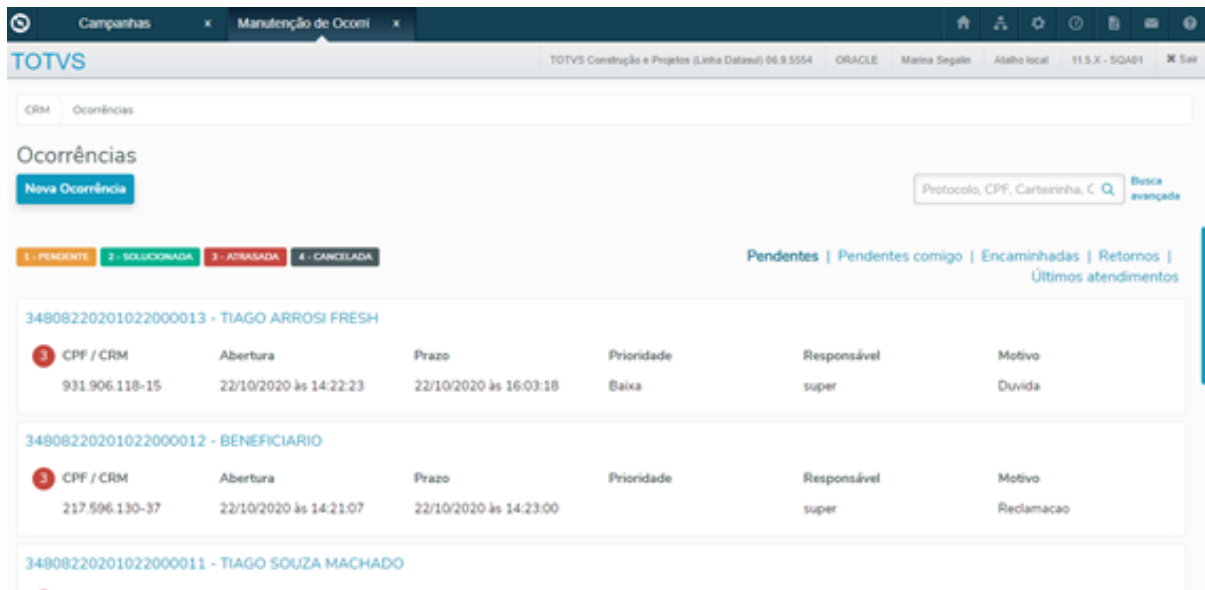 Campanhas x Manutenção de Ocorri x
TOTVS
TOTVS Construção e Projetos (Linha Datasul) 06.9.5554 ORACLE Marina Segalin Atalho local 11.5.X - SQA01 ✖ Sair
CRM Ocorrências
Ocorrências
Nova Ocorrência
Protocolo, CPF, Carteirinha, C
Busca
avançada
1 - PENDENTE 2 - SOLUCIONADA 3 - ATRASADA 4 - CANCELADA
Pendentes | Pendentes comigo | Encaminhadas | Retornos |
Últimos atendimentos
34808220201022000013 - TIAGO ARROSI FRESH
3 CPF / CRM Abertura Prazo Prioridade Responsável Motivo
931.906.118-15 22/10/2020 às 14:22:23 22/10/2020 às 16:03:18 Baixa super Duvida
34808220201022000012 - BENEFICIARIO
3 CPF / CRM Abertura Prazo Prioridade Responsável Motivo
217.596.130-37 22/10/2020 às 14:21:07 22/10/2020 às 14:23:00 super Reclamacao
34808220201022000011 - TIAGO SOUZA MACHADO